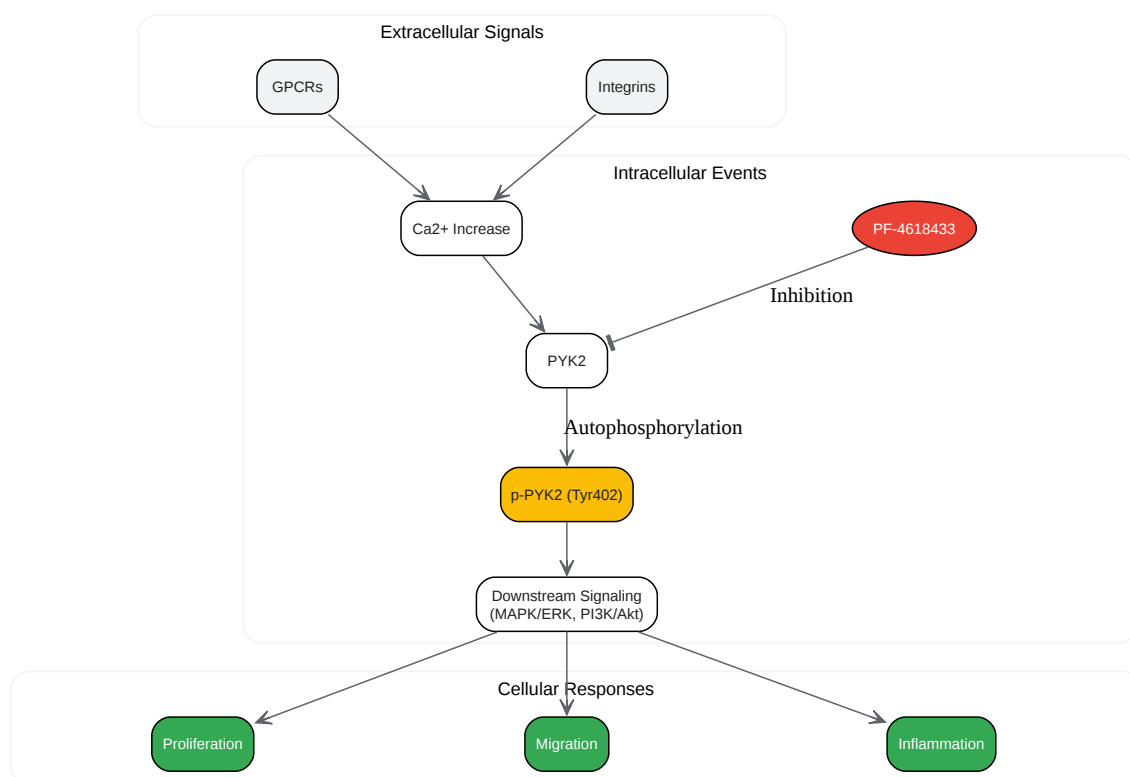 Extracellular Signals
GPCRs
Integrins
Intracellular Events
Ca2+ Increase
PF-4618433
Inhibition
PYK2
Autophosphorylation
p-PYK2 (Tyr402)
Downstream Signaling
(MAPK/ERK, PI3K/Akt)
Cellular Responses
Proliferation
Migration
Inflammation